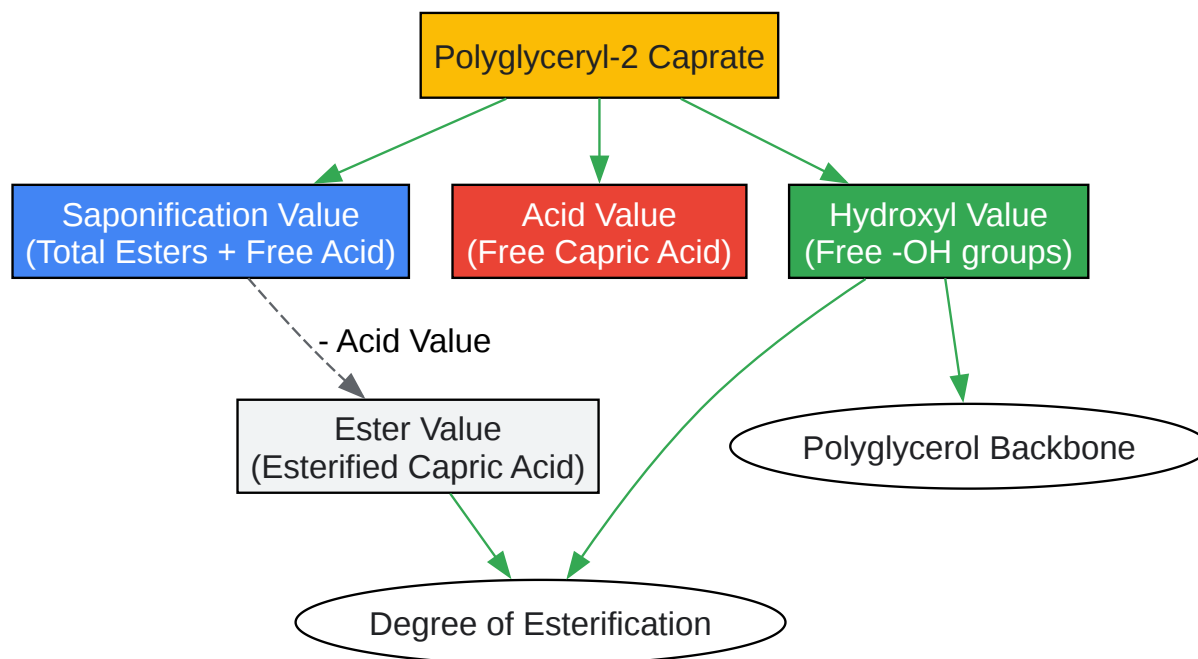 Polyglyceryl-2 Caprate
Saponification Value
(Total Esters + Free Acid)
Acid Value
(Free Capric Acid)
Hydroxyl Value
(Free -OH groups)
- Acid Value
Ester Value
(Esterified Capric Acid)
Polyglycerol Backbone
Degree of Esterification